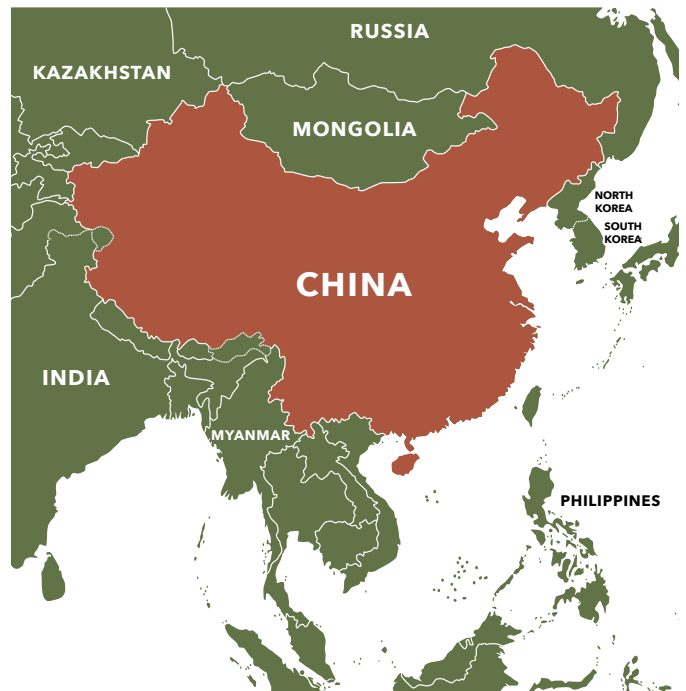 RUSSIA
KAZAKHSTAN
MONGOLIA
NORTH
KOREA
SOUTH
KOREA
CHINA
INDIA
MYANMAR
PHILIPPINES